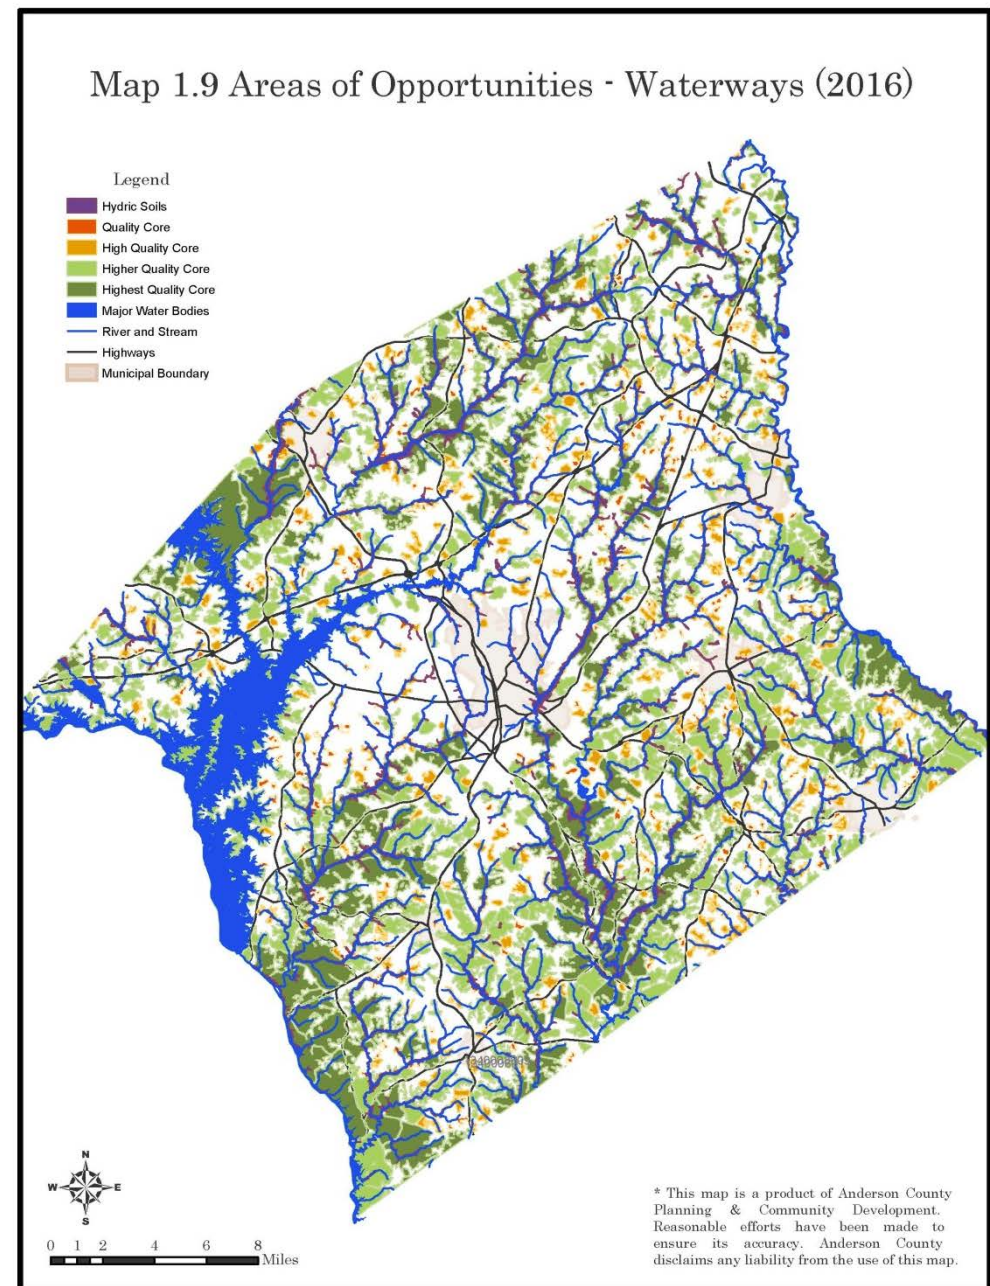 Map 1.9 Areas of Opportunities - Waterways (2016)
Legend
Hydric Soils
Quality Core
High Quality Core
Higher Quality Core
Highest Quality Core
Major Water Bodies
River and Stream
Highways
Municipal Boundary
N
W E
S
0 1 2 4 6 8
Miles
* This map is a product of Anderson County
Planning & Community Development.
Reasonable efforts have been made to
ensure its accuracy. Anderson County
disclaims any liability from the use of this map.